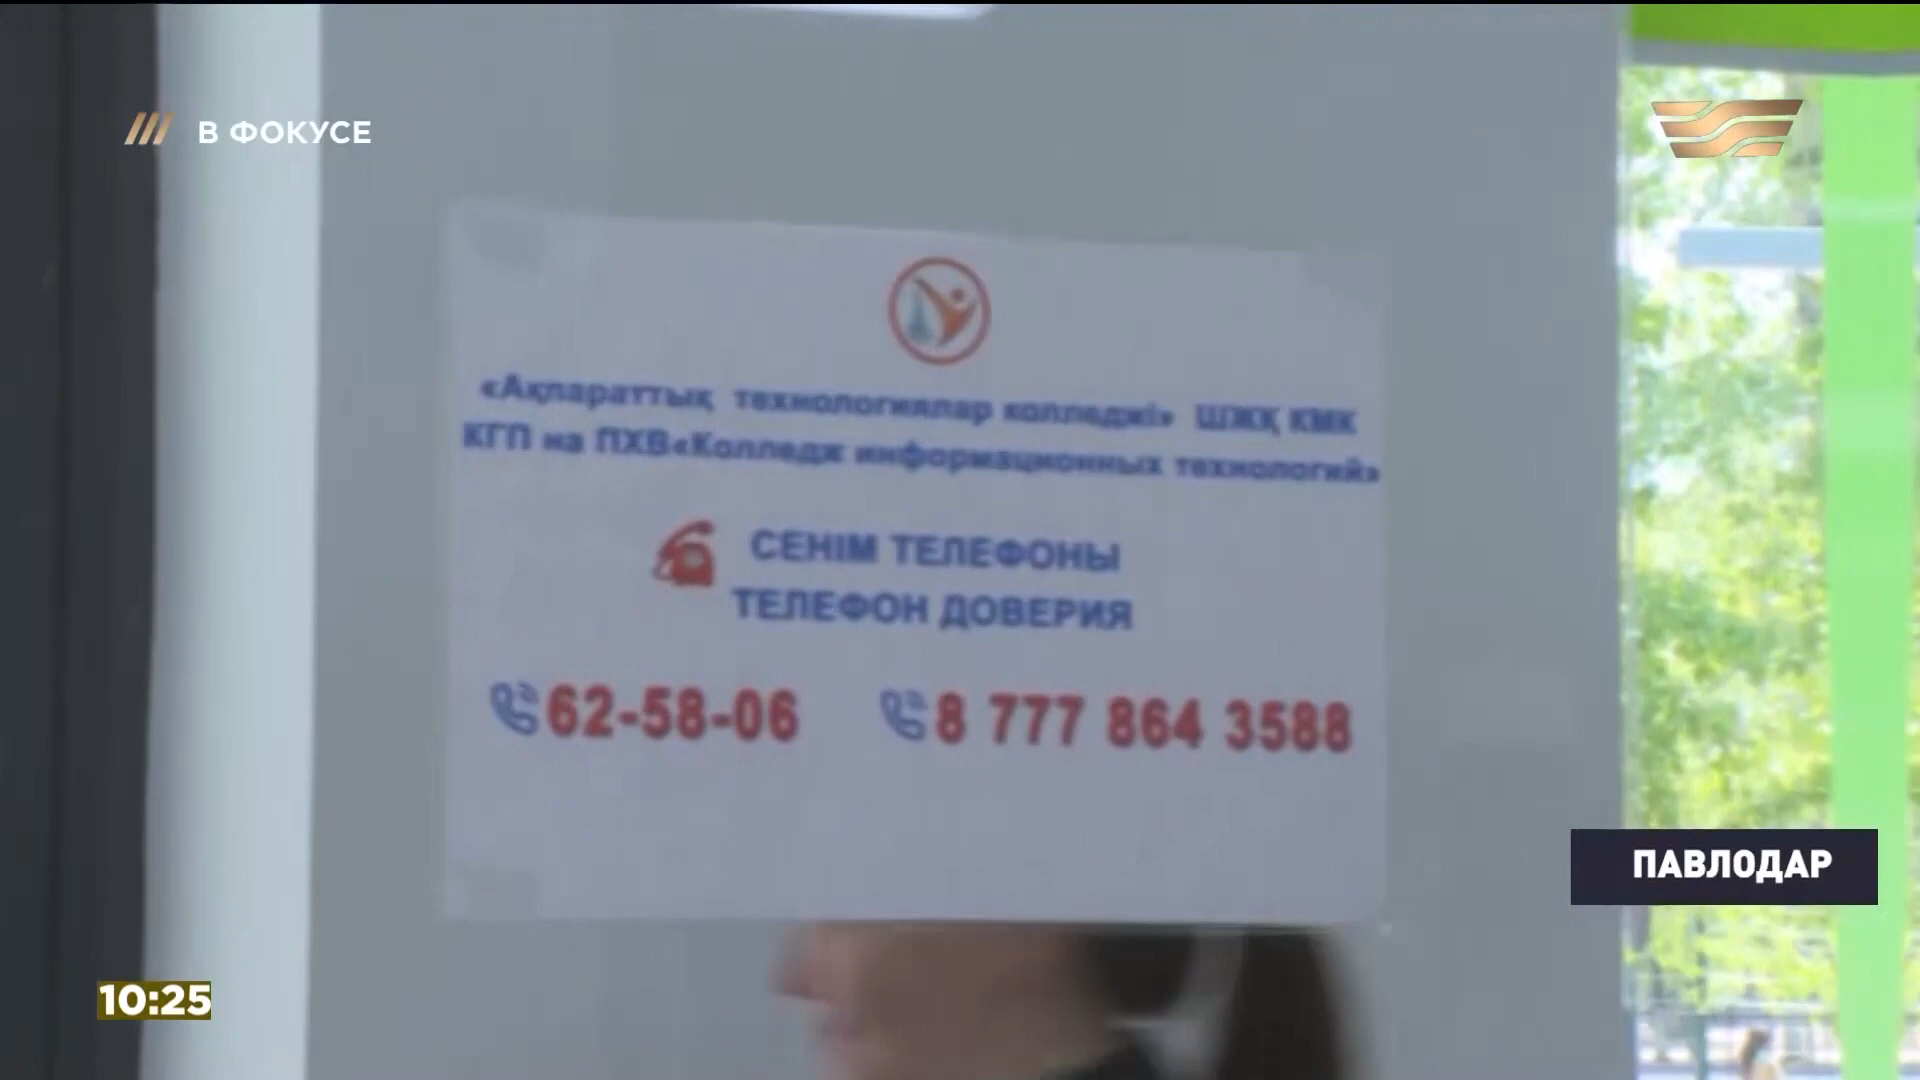 В ФОКУСЕ
«Ақпараттық технологиялар колледжі» ШЖҚ КМК
КГП на ПХВ«Колледж информационных технологий»
СЕНІМ ТЕЛЕФОНЫ
ТЕЛЕФОН ДОВЕРИЯ
62-58-06 8 777 864 3588
ПАВЛОДАР
10:25